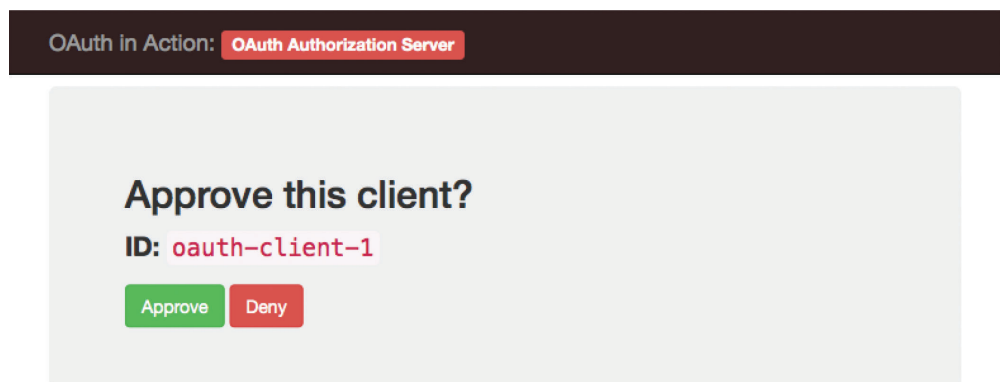 OAuth in Action: OAuth Authorization Server
Approve this client?
ID: oauth-client-1
Approve Deny